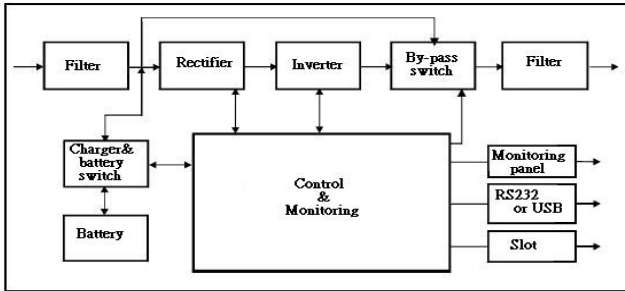 Filter
Rectifier
Inverter
By-pass
switch
Filter
Charger&
battery
switch
Battery
Control
&
Monitoring
Monitoring
panel
RS232
or USB
Slot